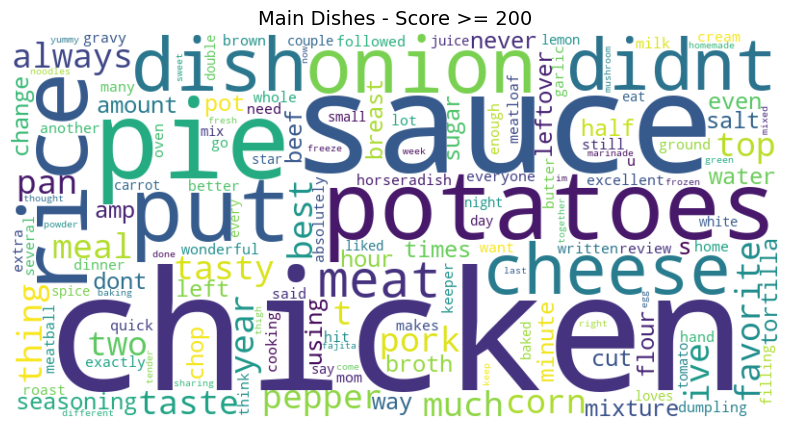 Main Dishes - Score >= 200
yummy gravy double brown couple followed juice never lemon milk cream homemade
always dish onion didnt
noodles sweet now garlic mushroom
change many amount pot whole need beef breast lot sugar enough meatloaf leftover eat half even salt
another oven mix go fresh star small freeze week marinade still u ground green top mixed
rice pie sauce
pan carrot better horseradish everyone butter im excellent frozen water
thought amp put best absolutely potatoes
powder every night day together white
extra several meal done wonderful liked hour times want written review s home
dinner dont tasty meat last cheese
spice left said keeper favorite tortilla
thing meatball baking year cooking using t egg
quick chicken thigh hit makes pork minute right hand
two chop fajita broth baked cut flour tomato ive filling
exactly think say come mom keep
roast tender sharing loves
seasoning taste pepper way much corn mixture dumpling
different